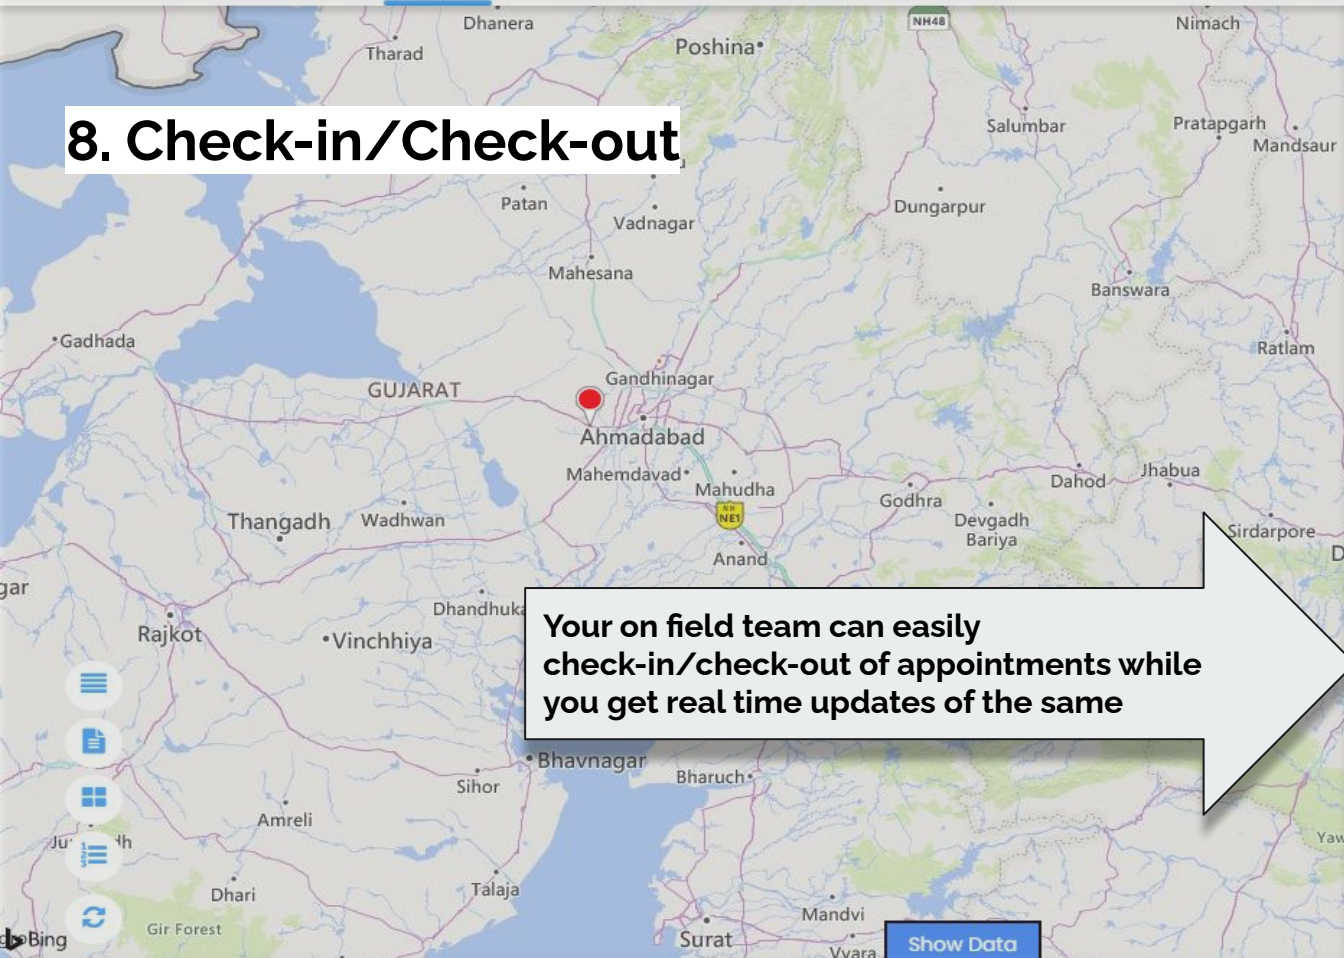 Dhanera
NH48
Nimach
Tharad
Poshina
8. Check-in/Check-out
Salumbar
Pratapgarh
Mandsaur
Patan
Vadnagar
Dungarpur
Mahesana
Banswara
Gadhada
Ratlam
GUJARAT
Gandhinagar
Ahmadabad
Mahemdavad
Mahudha
Godhra
Dahod
Jhabua
NH
NE1
Thangadh
Wadhwan
Devgadh
Bariya
Sirdarpore
Anand
Dhandhuka
Rajkot
Vinchhiya
Your on field team can easily
check-in/check-out of appointments while
you get real time updates of the same
Bhavnagar
Sihor
Bharuch
Amreli
Dhari
Talaja
Gir Forest
Mandvi
Bing
Surat
Vyara
Show Data